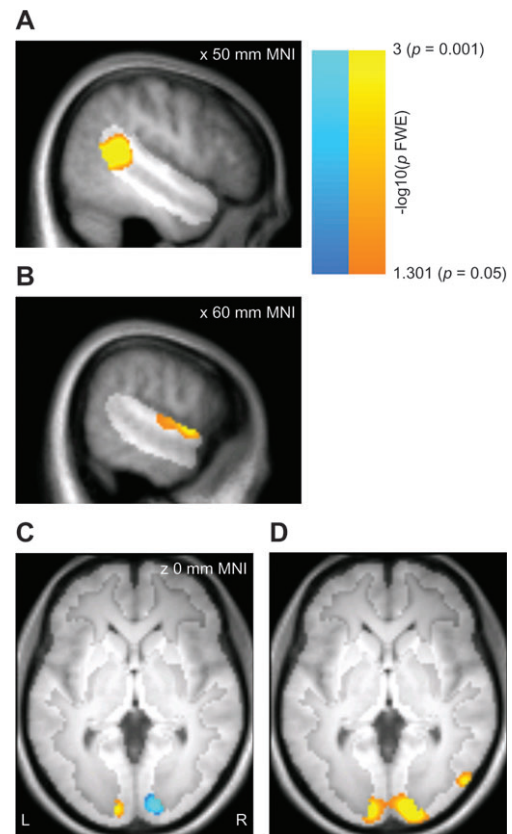 A
x 50 mm MNI
3 (p = 0.001)
-log10(p FWE)
1.301 (p = 0.05)
B
x 60 mm MNI
C
D
z 0 mm MNI
L
R